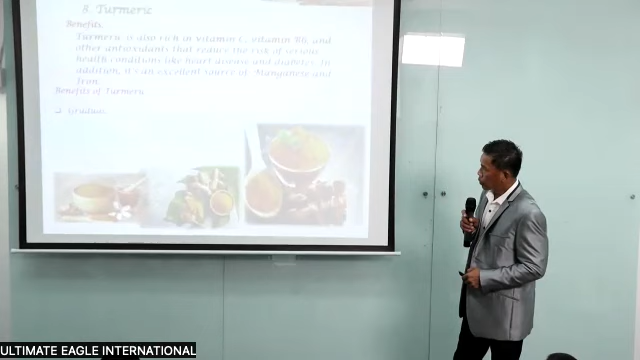 8. Turmeric
Benefits.
Turmeric is also rich in vitamin C, vitamin B6, and
other antioxidants that reduce the risk of serious
health conditions like heart disease and diabetes. In
addition, it's an excellent source of Manganese and
Iron.
Benefits of Turmeric
ULTIMATE EAGLE INTERNATIONAL